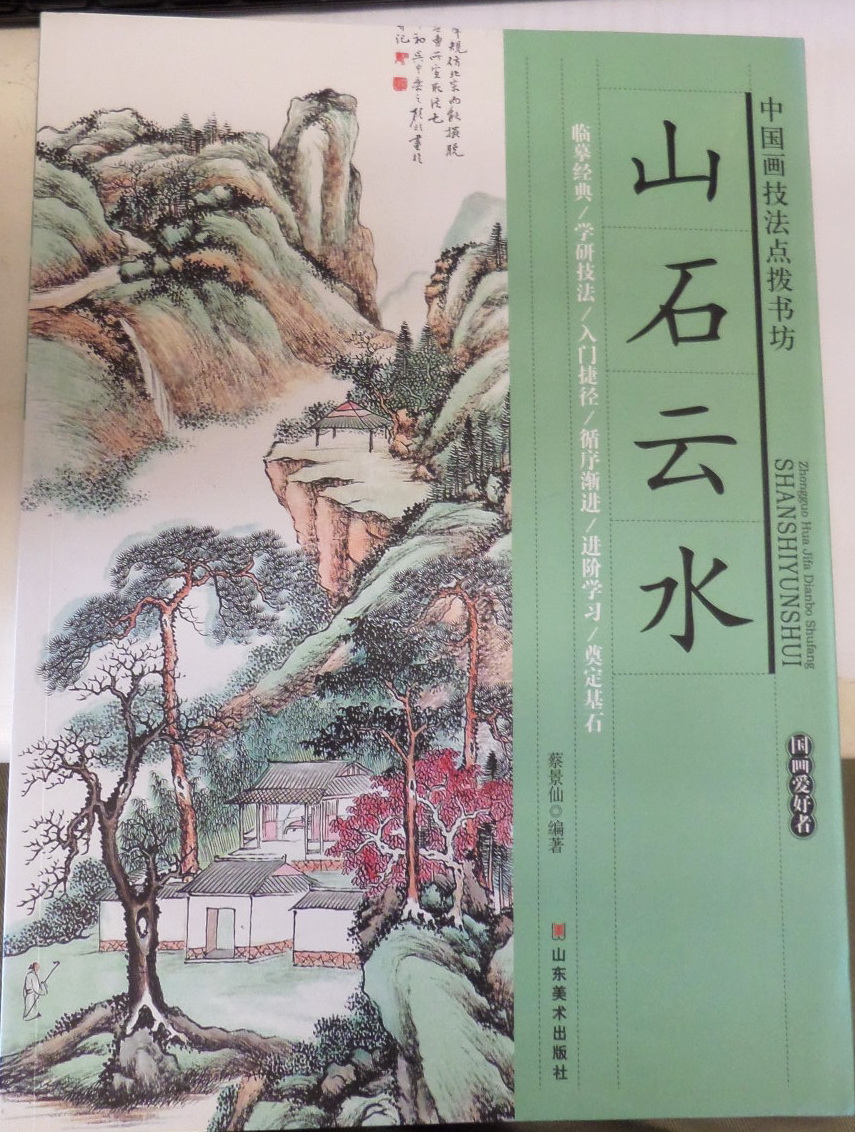 中国画技法点拨书坊
Zhongguo Hua Jifa Dianbo Shufang
SHANSHIYUNSHUI
国画爱好者
山石云水
临摹经典/学研技法/入门捷径/循序渐进/进阶学习/奠定基石
蔡景仙◎编著
山东美术出版社